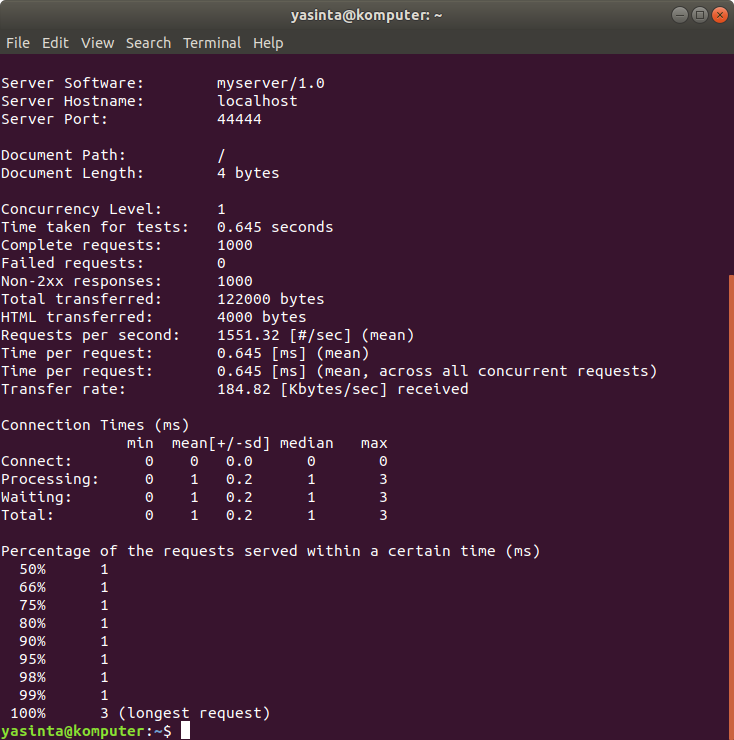 yasinta@komputer: ~
File Edit View Search Terminal Help
Server Software:        myserver/1.0
Server Hostname:        localhost
Server Port:            44444
Document Path:          /
Document Length:        4 bytes
Concurrency Level:      1
Time taken for tests:   0.645 seconds
Complete requests:      1000
Failed requests:        0
Non-2xx responses:      1000
Total transferred:      122000 bytes
HTML transferred:       4000 bytes
Requests per second:    1551.32 [#/sec] (mean)
Time per request:       0.645 [ms] (mean)
Time per request:       0.645 [ms] (mean, across all concurrent requests)
Transfer rate:          184.82 [Kbytes/sec] received
Connection Times (ms)
              min  mean[+/-sd] median   max
Connect:        0    0   0.0      0       0
Processing:     0    1   0.2      1       3
Waiting:        0    1   0.2      1       3
Total:          0    1   0.2      1       3
Percentage of the requests served within a certain time (ms)
  50%      1
  66%      1
  75%      1
  80%      1
  90%      1
  95%      1
  98%      1
  99%      1
 100%      3 (longest request)
yasinta@komputer:~$